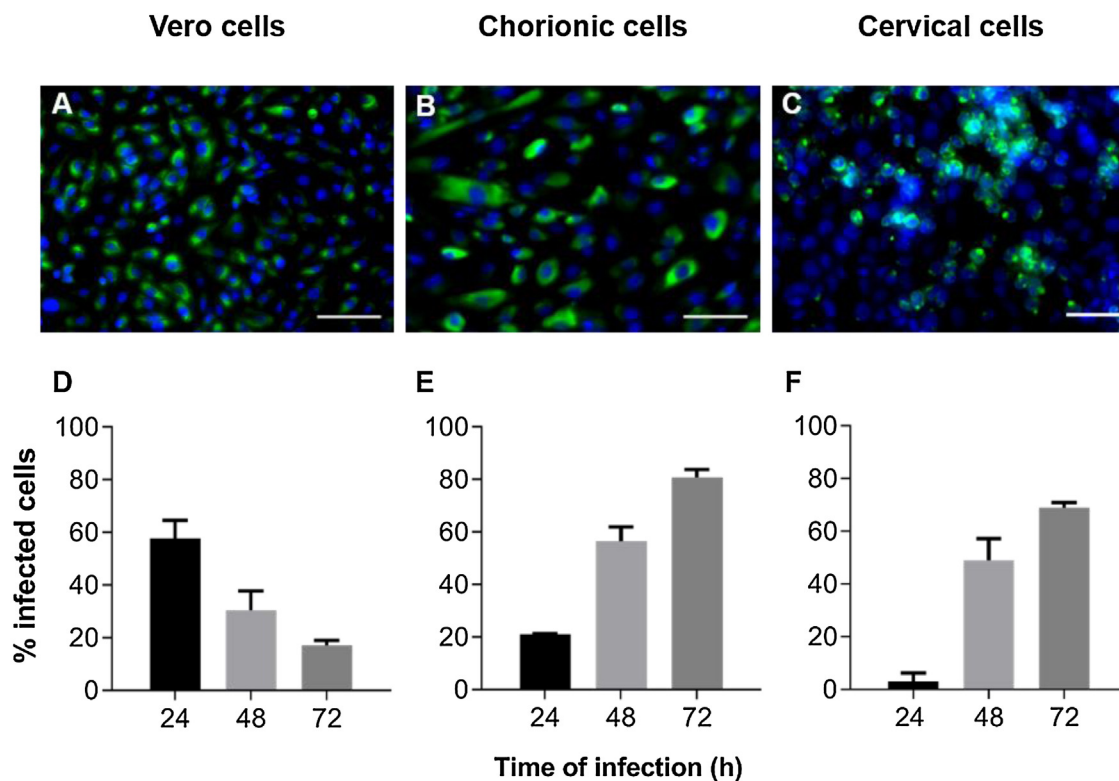 Vero cells
Chorionic cells
Cervical cells
A
B
C
D
E
F
% infected cells
100
80
60
40
20
0
24 48 72
100
80
60
40
20
0
24 48 72
100
80
60
40
20
0
24 48 72
Time of infection (h)